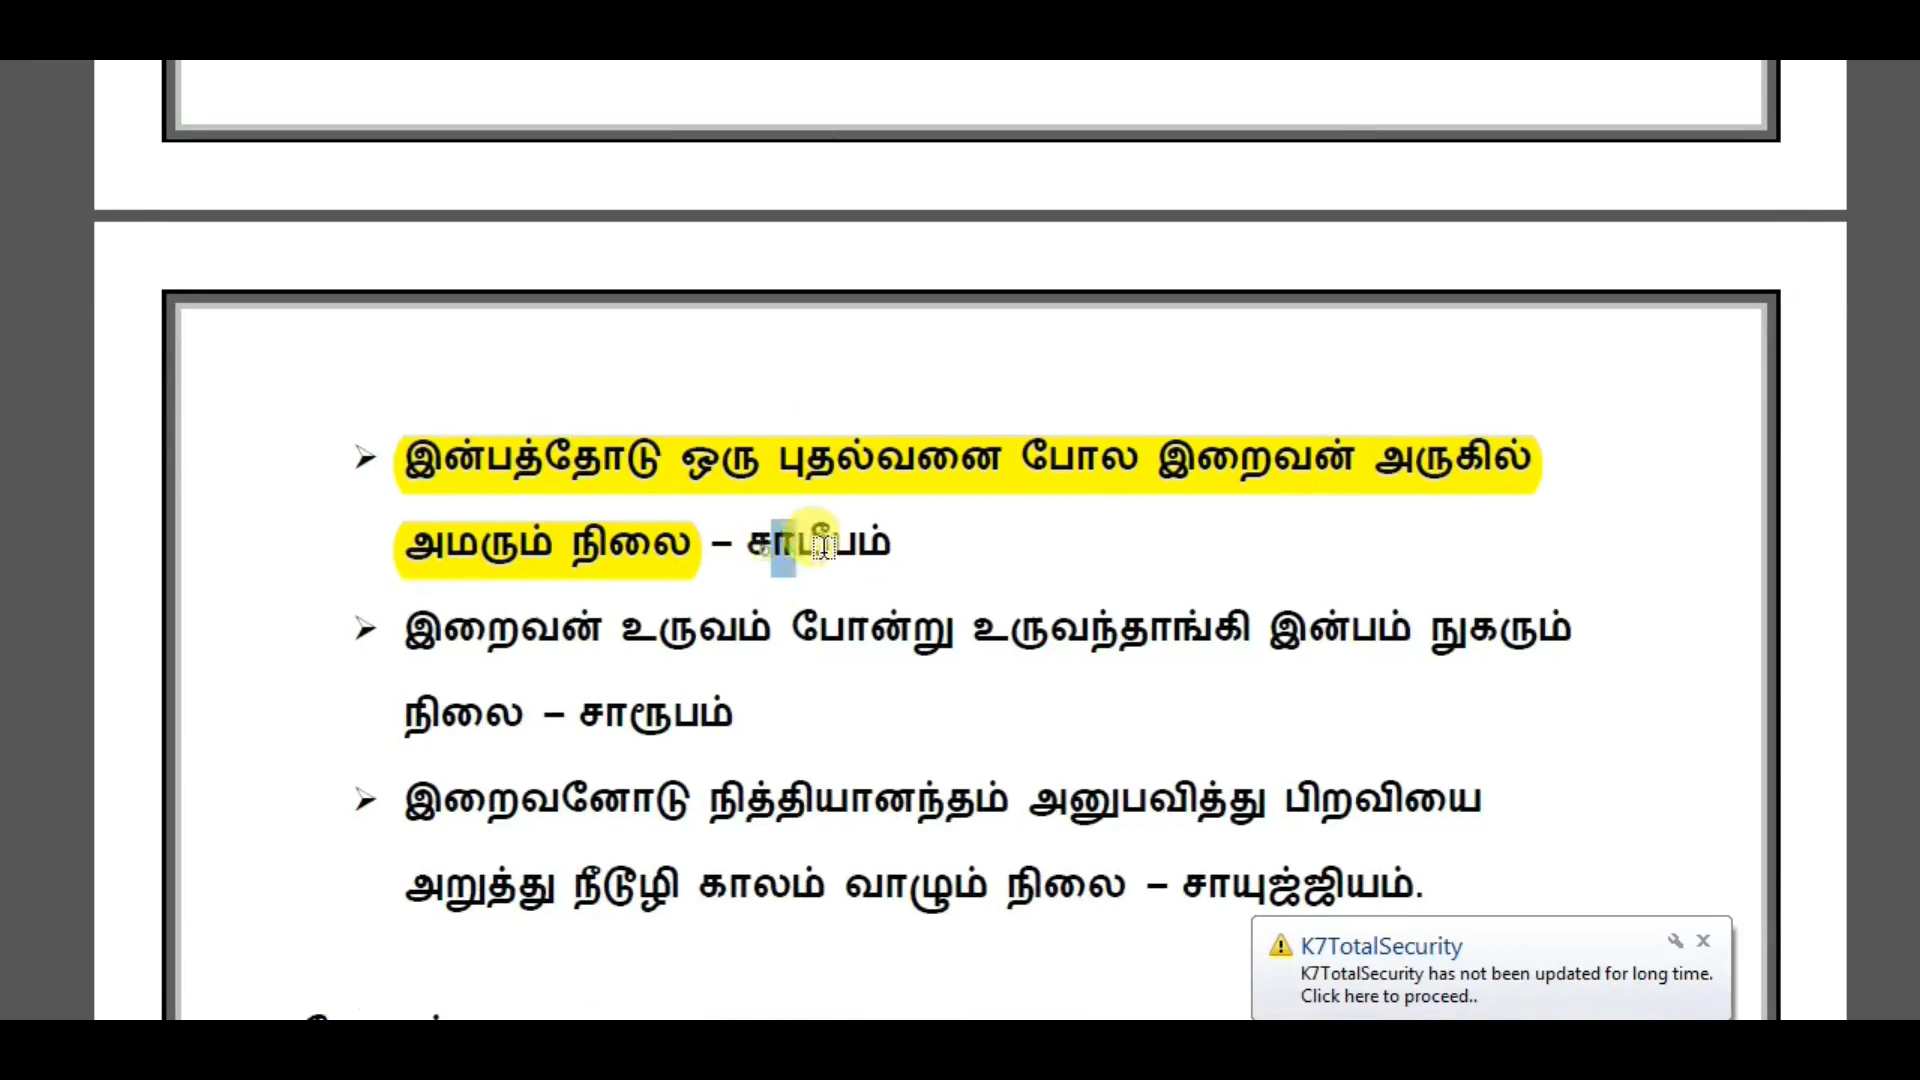 ➤ இன்பத்தோடு ஒரு புதல்வனை போல இறைவன் அருகில்
அமரும் நிலை – சாமீபம்
➤ இறைவன் உருவம் போன்று உருவந்தாங்கி இன்பம் நுகரும்
நிலை – சாரூபம்
➤ இறைவனோடு நித்தியானந்தம் அனுபவித்து பிறவியை
அறுத்து நீடூழி காலம் வாழும் நிலை – சாயுஜ்ஜியம்.
K7TotalSecurity
K7TotalSecurity has not been updated for long time.
Click here to proceed..